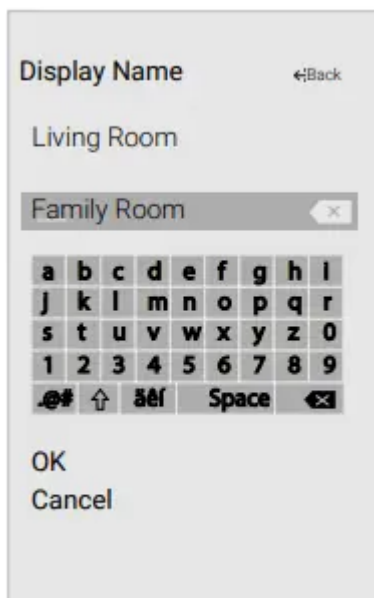 Display Name Back
Living Room
Family Room
a b c d e f g h i
j k l m n o p q r
s t u v w x y z 0
1 2 3 4 5 6 7 8 9
.@# äêí Space
OK
Cancel